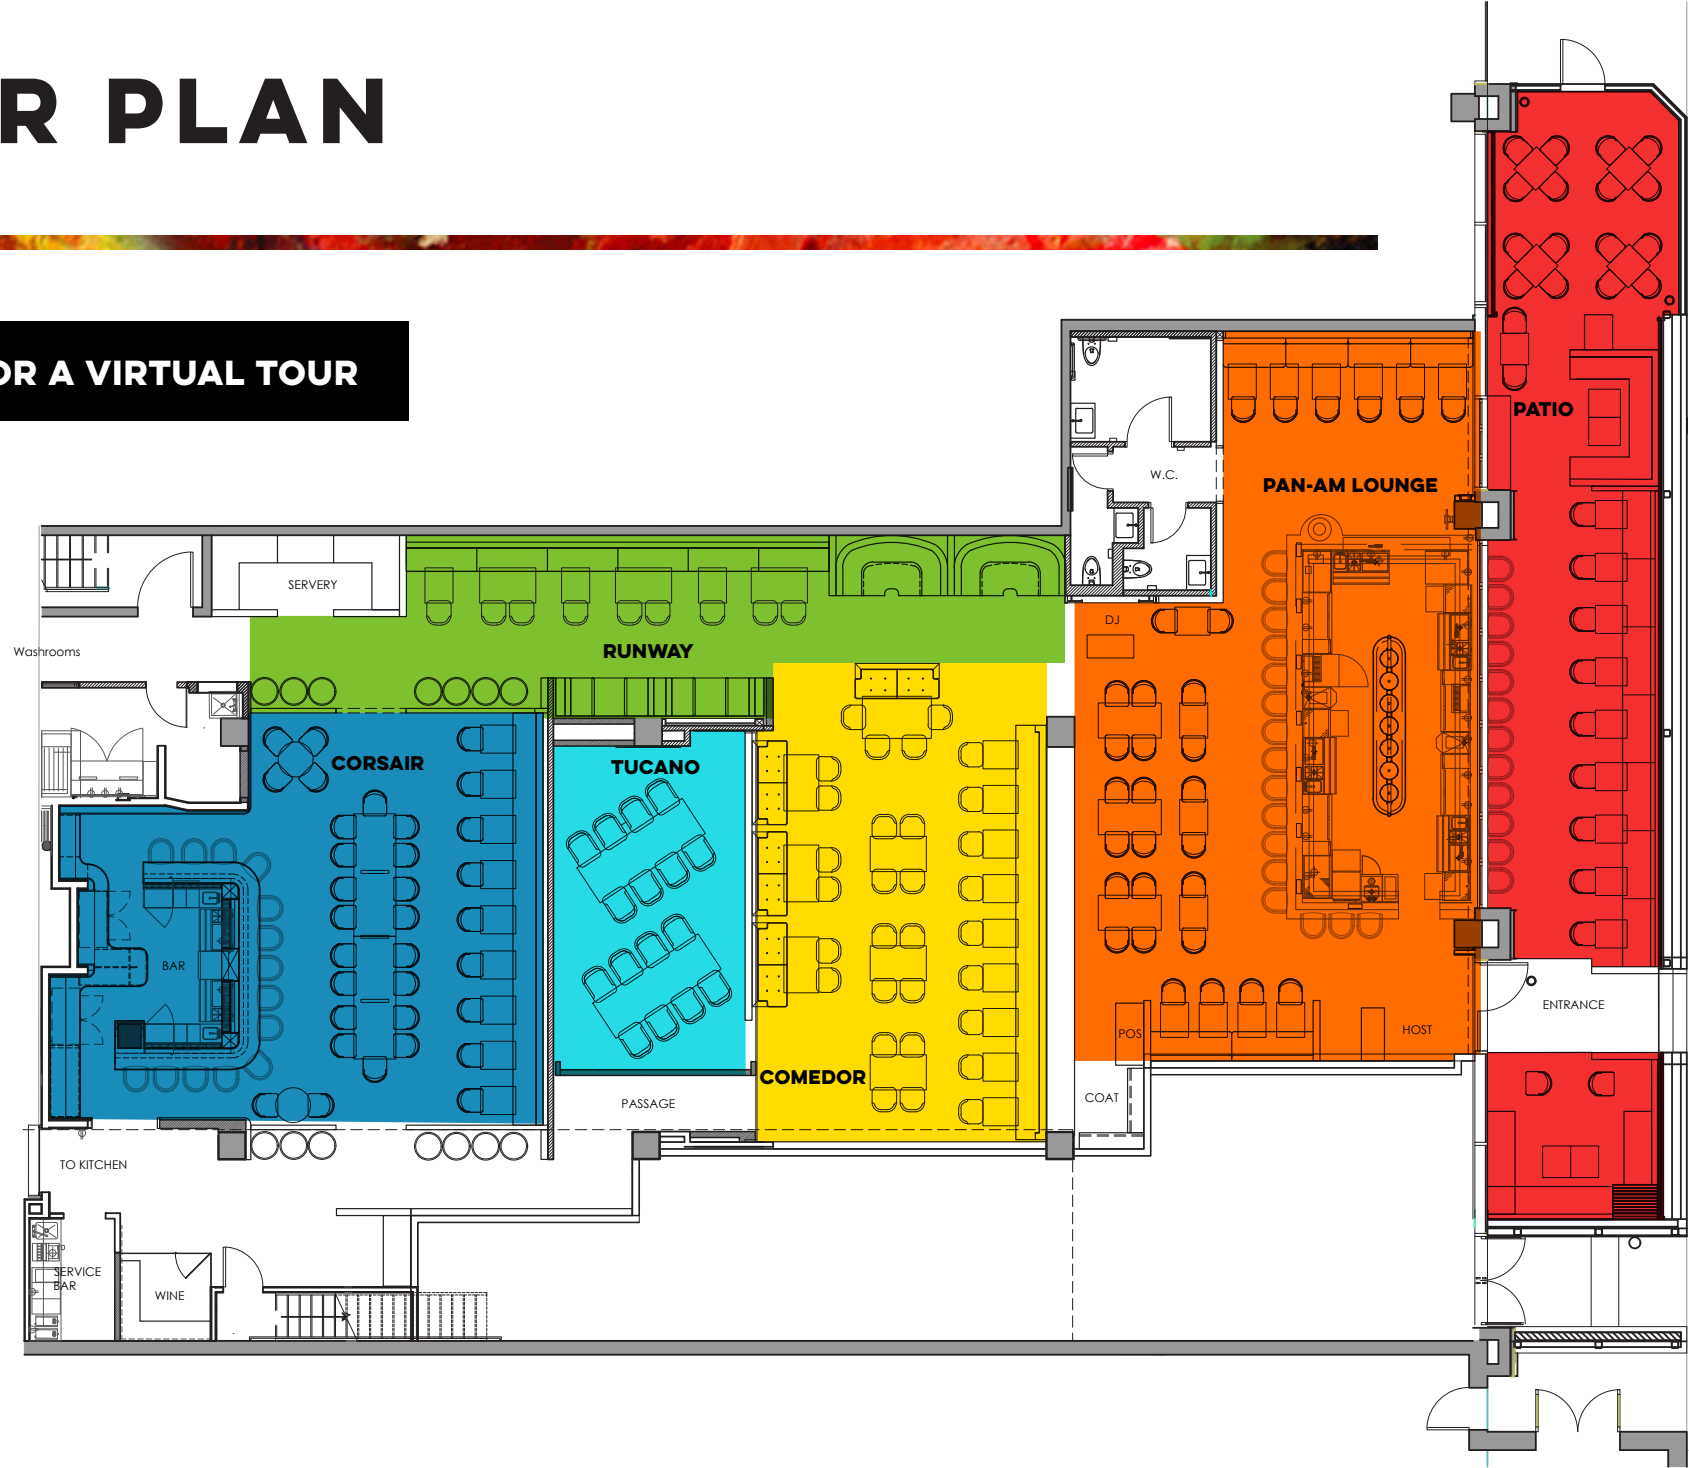 R PLAN
OR A VIRTUAL TOUR
PATIO
W.C.
PAN-AM LOUNGE
SERVERY
DJ
Washrooms
RUNWAY
CORSAIR
TUCANO
BAR
ENTRANCE
POS
HOST
COMEDOR
PASSAGE
COAT
TO KITCHEN
SERVICE
BAR
WINE